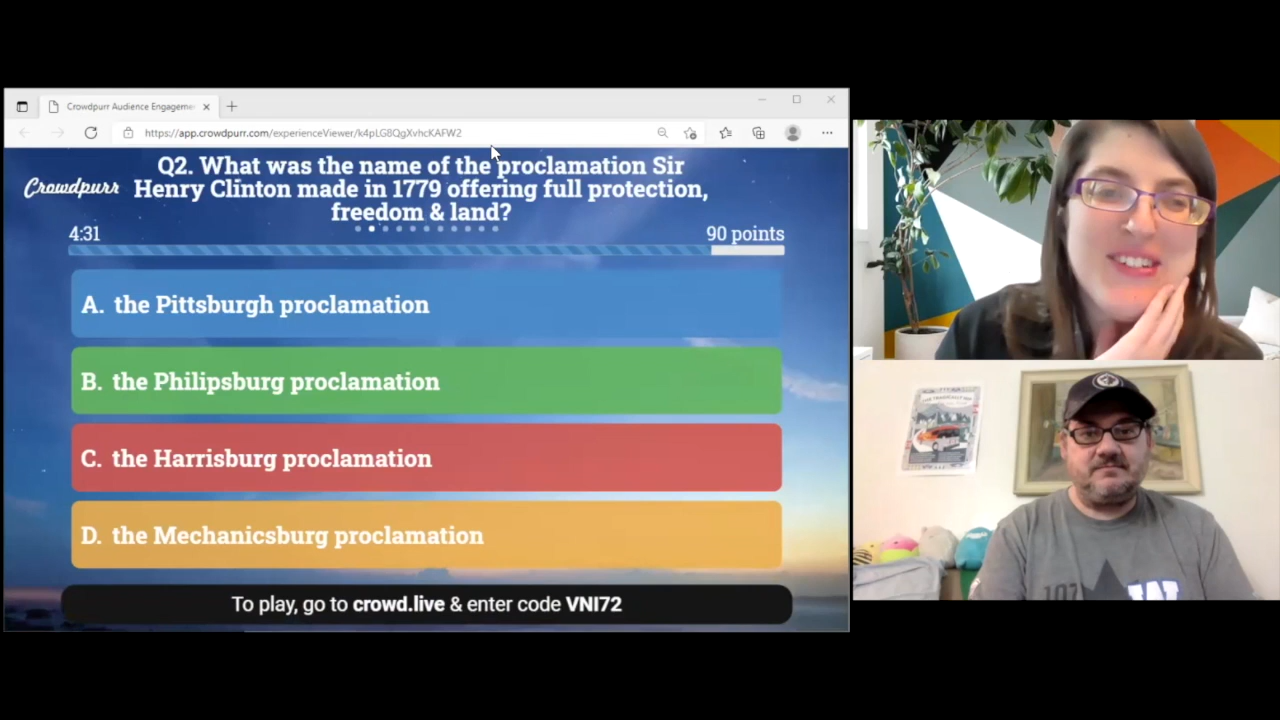 Crowdpurr Audience Engageme
https://app.crowdpurr.com/experienceViewer/k4pLG8QgXvhcKAFW2
Crowdpurr
Q2. What was the name of the proclamation Sir
Henry Clinton made in 1779 offering full protection,
freedom & land?
4:31
90 points
A. the Pittsburgh proclamation
B. the Philipsburg proclamation
C. the Harrisburg proclamation
D. the Mechanicsburg proclamation
To play, go to crowd.live & enter code VNI72